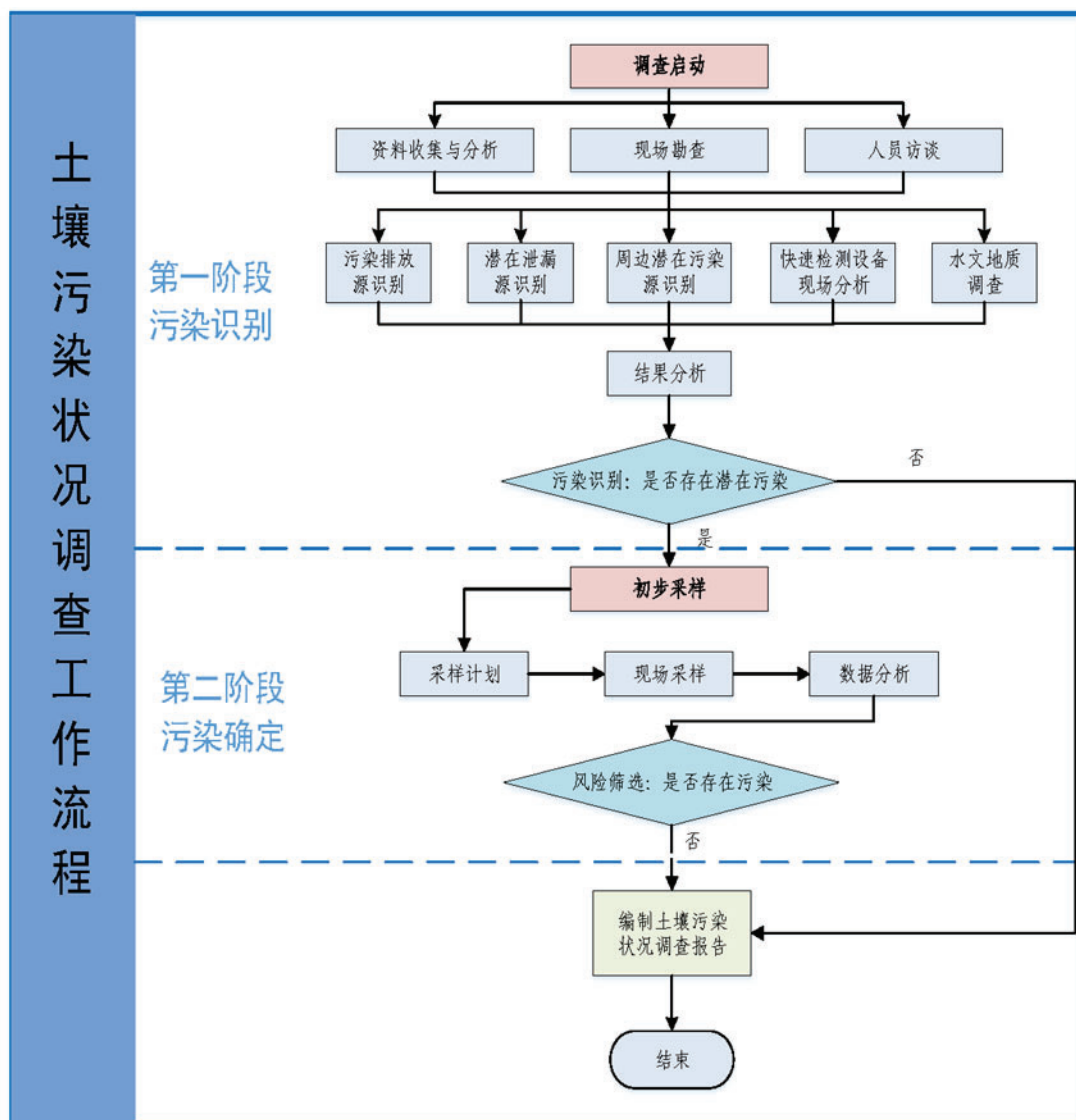 土壤污染状况调查工作流程
调查启动
资料收集与分析
现场勘查
人员访谈
第一阶段
污染识别
污染排放
源识别
潜在泄漏
源识别
周边潜在污染
源识别
快速检测设备
现场分析
水文地质
调查
结果分析
污染识别：是否存在潜在污染
否
是
第二阶段
污染确定
初步采样
采样计划
现场采样
数据分析
风险筛选：是否存在污染
否
编制土壤污染
状况调查报告
结束